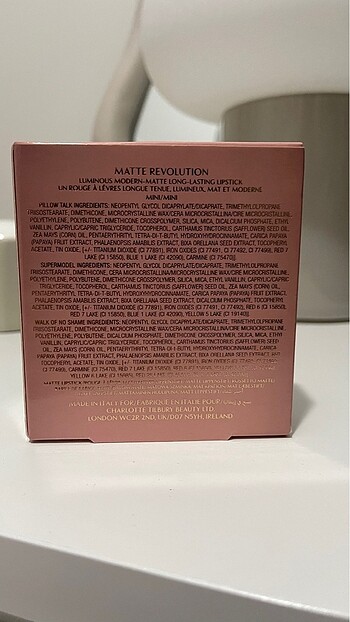 MATTE REVOLUTION
LUMINOUS MODERN-MATTE LONG-LASTING LIPSTICK
UN ROUGE À LÈVRES LONGUE TENUE, LUMINEUX, MAT ET MODERNE
MINI/MINI
PILLOW TALK INGREDIENTS: NEOPENTYL GLYCOL DICAPRYLATE/DICAPRATE, TRIMETHYLOLPROPANE
TRIISOSTEARATE, DIMETHICONE, MICROCRYSTALLINE WAX/CERA MICROCRISTALLINA/CIRE MICROCRISTALLINE,
POLYETHYLENE, POLYBUTENE, DIMETHICONE CROSSPOLYMER, SILICA, MICA, DICALCIUM PHOSPHATE, ETHYL
VANILLIN, CAPRYLIC/CAPRIC TRIGLYCERIDE, TOCOPHEROL, CARTHAMUS TINCTORIUS (SAFFLOWER) SEED OIL,
ZEA MAYS (CORN) OIL, PENTAERYTHRITYL TETRA-DI-T-BUTYL HYDROXYHYDROCINNAMATE, CARICA PAPAYA
(PAPAYA) FRUIT EXTRACT, PHALAENOPSIS AMABILIS EXTRACT, BIXA ORELLANA SEED EXTRACT, TOCOPHERYL
ACETATE, TIN OXIDE, [+/- TITANIUM DIOXIDE (CI 77891), IRON OXIDES (CI 77491, CI 77492, CI 77499), RED 7
LAKE (CI 15850), BLUE 1 LAKE (CI 42090), CARMINE (CI 75470)].
SUPERMODEL INGREDIENTS: NEOPENTYL GLYCOL DICAPRYLATE/DICAPRATE, TRIMETHYLOLPROPANE
TRIISOSTEARATE, DIMETHICONE, CERA MICROCRISTALLINA/MICROCRYSTALLINE WAX/CIRE MICROCRISTALLINE,
POLYETHYLENE, POLYBUTENE, DIMETHICONE CROSSPOLYMER, SILICA, MICA, ETHYL VANILLIN, CAPRYLIC/CAPRIC
TRIGLYCERIDE, TOCOPHEROL, CARTHAMUS TINCTORIUS (SAFFLOWER) SEED OIL, ZEA MAYS (CORN) OIL,
PENTAERYTHRITYL TETRA-DI-T-BUTYL HYDROXYHYDROCINNAMATE, CARICA PAPAYA (PAPAYA) FRUIT EXTRACT,
PHALAENOPSIS AMABILIS EXTRACT, BIXA ORELLANA SEED EXTRACT, DICALCIUM PHOSPHATE, TOCOPHERYL
ACETATE, TIN OXIDE, [+/- TITANIUM DIOXIDE (CI 77891), IRON OXIDES (CI 77491, CI 77492, CI 77499), RED 6 (CI 15850),
RED 7 LAKE (CI 15850), BLUE 1 LAKE (CI 42090), YELLOW 5 LAKE (CI 19140)].
WALK OF NO SHAME INGREDIENTS: NEOPENTYL GLYCOL DICAPRYLATE/DICAPRATE, TRIMETHYLOLPROPANE
TRIISOSTEARATE, DIMETHICONE, MICROCRYSTALLINE WAX/CERA MICROCRISTALLINA/CIRE MICROCRISTALLINE,
POLYETHYLENE, POLYBUTENE, DICALCIUM PHOSPHATE, DIMETHICONE CROSSPOLYMER, SILICA, MICA, ETHYL
VANILLIN, CAPRYLIC/CAPRIC TRIGLYCERIDE, TOCOPHEROL, CARTHAMUS TINCTORIUS (SAFFLOWER) SEED
OIL, ZEA MAYS (CORN) OIL, PENTAERYTHRITYL TETRA-DI-T-BUTYL HYDROXYHYDROCINNAMATE, CARICA
PAPAYA (PAPAYA) FRUIT EXTRACT, PHALAENOPSIS AMABILIS EXTRACT, BIXA ORELLANA SEED EXTRACT,
TOCOPHERYL ACETATE, TIN OXIDE, [+/- TITANIUM DIOXIDE (CI 77891), IRON OXIDES (CI 77491, CI 77492,
CI 77499), RED 7 LAKE (CI 15850),
YELLOW 6 LAKE (CI 15985),
MATTE LIPSTICK
MADE IN ITALY FOR/FABRIQUÉ EN ITALIE POUR/
CHARLOTTE TILBURY BEAUTY LTD
LONDON WC2R 2ND, UK/D07 N5YH, IRELAND